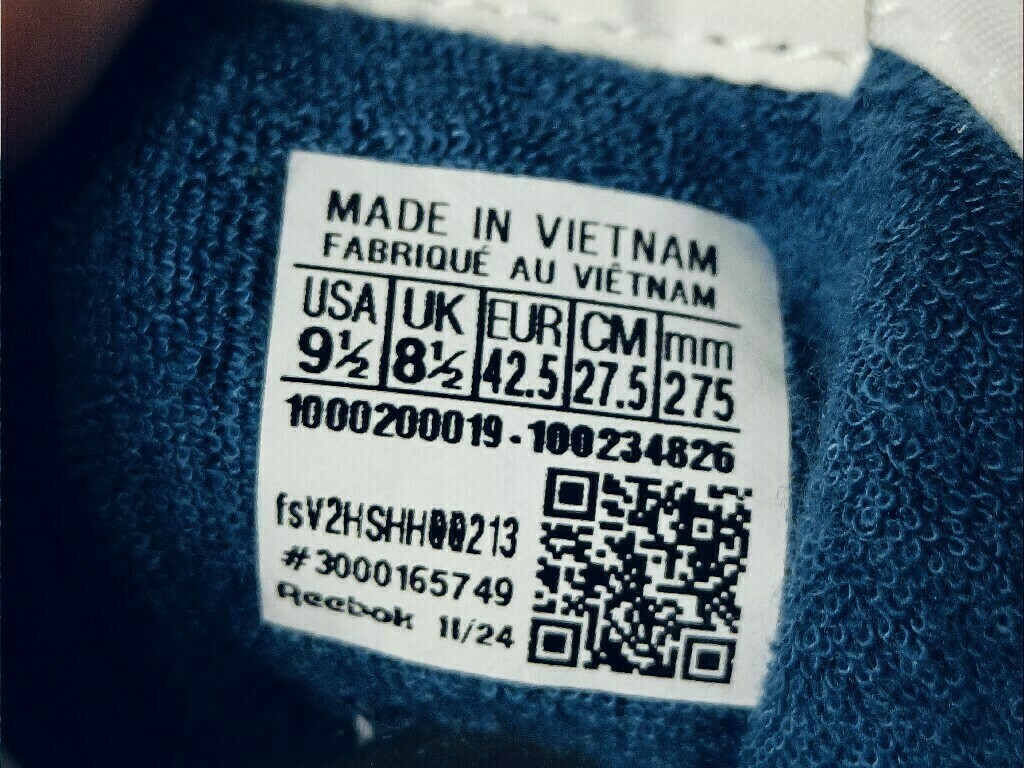 MADE IN VIETNAM
FABRIQUÉ AU VIÊTNAM
USA UK EUR CM mm
9½ 8½ 42.5 27.5 275
1000200019-100234826
fsV2HSHH00213
#3000165749
Reebok 11/24